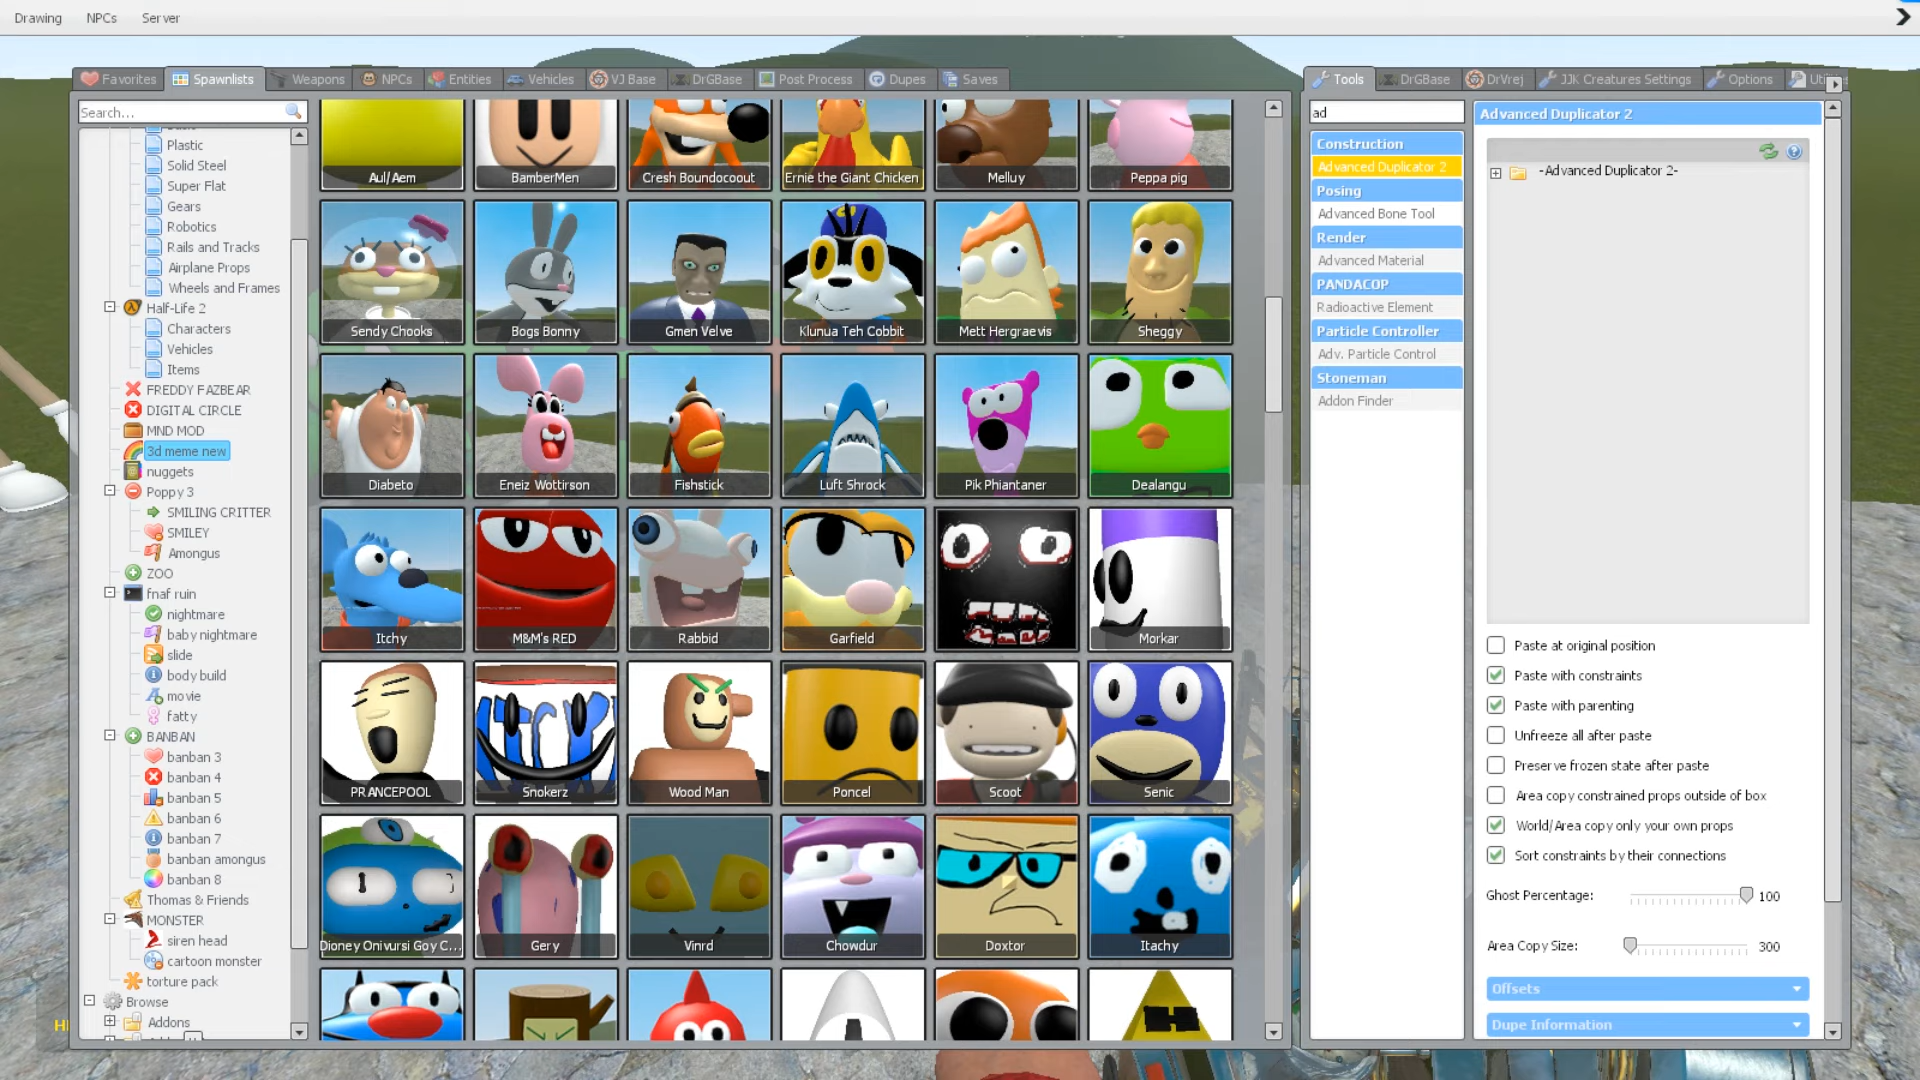 Drawing NPCs Server
Favorites Spawnlists Weapons NPCs Entities Vehicles VJ Base DrGBase Post Process Dupes Saves
Search...
Plastic
Solid Steel
Super Flat
Gears
Robotics
Rails and Tracks
Airplane Props
Wheels and Frames
Half-Life 2
Characters
Vehicles
Items
FREDDY FAZBEAR
DIGITAL CIRCLE
MND MOD
3d meme new
nuggets
Poppy 3
SMILING CRITTER
SMILEY
Amongus
ZOO
fnaf ruin
nightmare
baby nightmare
slide
body build
movie
fatty
BANBAN
banban 3
banban 4
banban 5
banban 6
banban 7
banban amongus
banban 8
Thomas & Friends
MONSTER
siren head
cartoon monster
torture pack
Browse
Addons
Aul/Aem BamberMen Cresh Boundocoout Ernie the Giant Chicken Melluy Peppa pig
Sendy Chooks Bogs Bonny Gmen Velve Klunua Teh Cobbit Mett Hergraevis Sheggy
Diabeto Eneiz Wottirson Fishstick Luft Shrock Pik Phiantaner Dealangu
Itchy M&M's RED Rabbid Garfield Morkar
PRANCEPOOL Snokerz Wood Man Poncel Scoot Senic
Dioney Onivursi Goy C... Gery Vinrd Chowdur Doxtor Itachy
Tools DrGBase DrVrej JJK Creatures Settings Options
ad
Construction
Advanced Duplicator 2
Posing
Advanced Bone Tool
Render
Advanced Material
PANDACOP
Radioactive Element
Particle Controller
Adv. Particle Control
Stoneman
Addon Finder
Advanced Duplicator 2
-Advanced Duplicator 2-
Paste at original position
Paste with constraints
Paste with parenting
Unfreeze all after paste
Preserve frozen state after paste
Area copy constrained props outside of box
World/Area copy only your own props
Sort constraints by their connections
Ghost Percentage: 100
Area Copy Size: 300
Offsets
Dupe Information